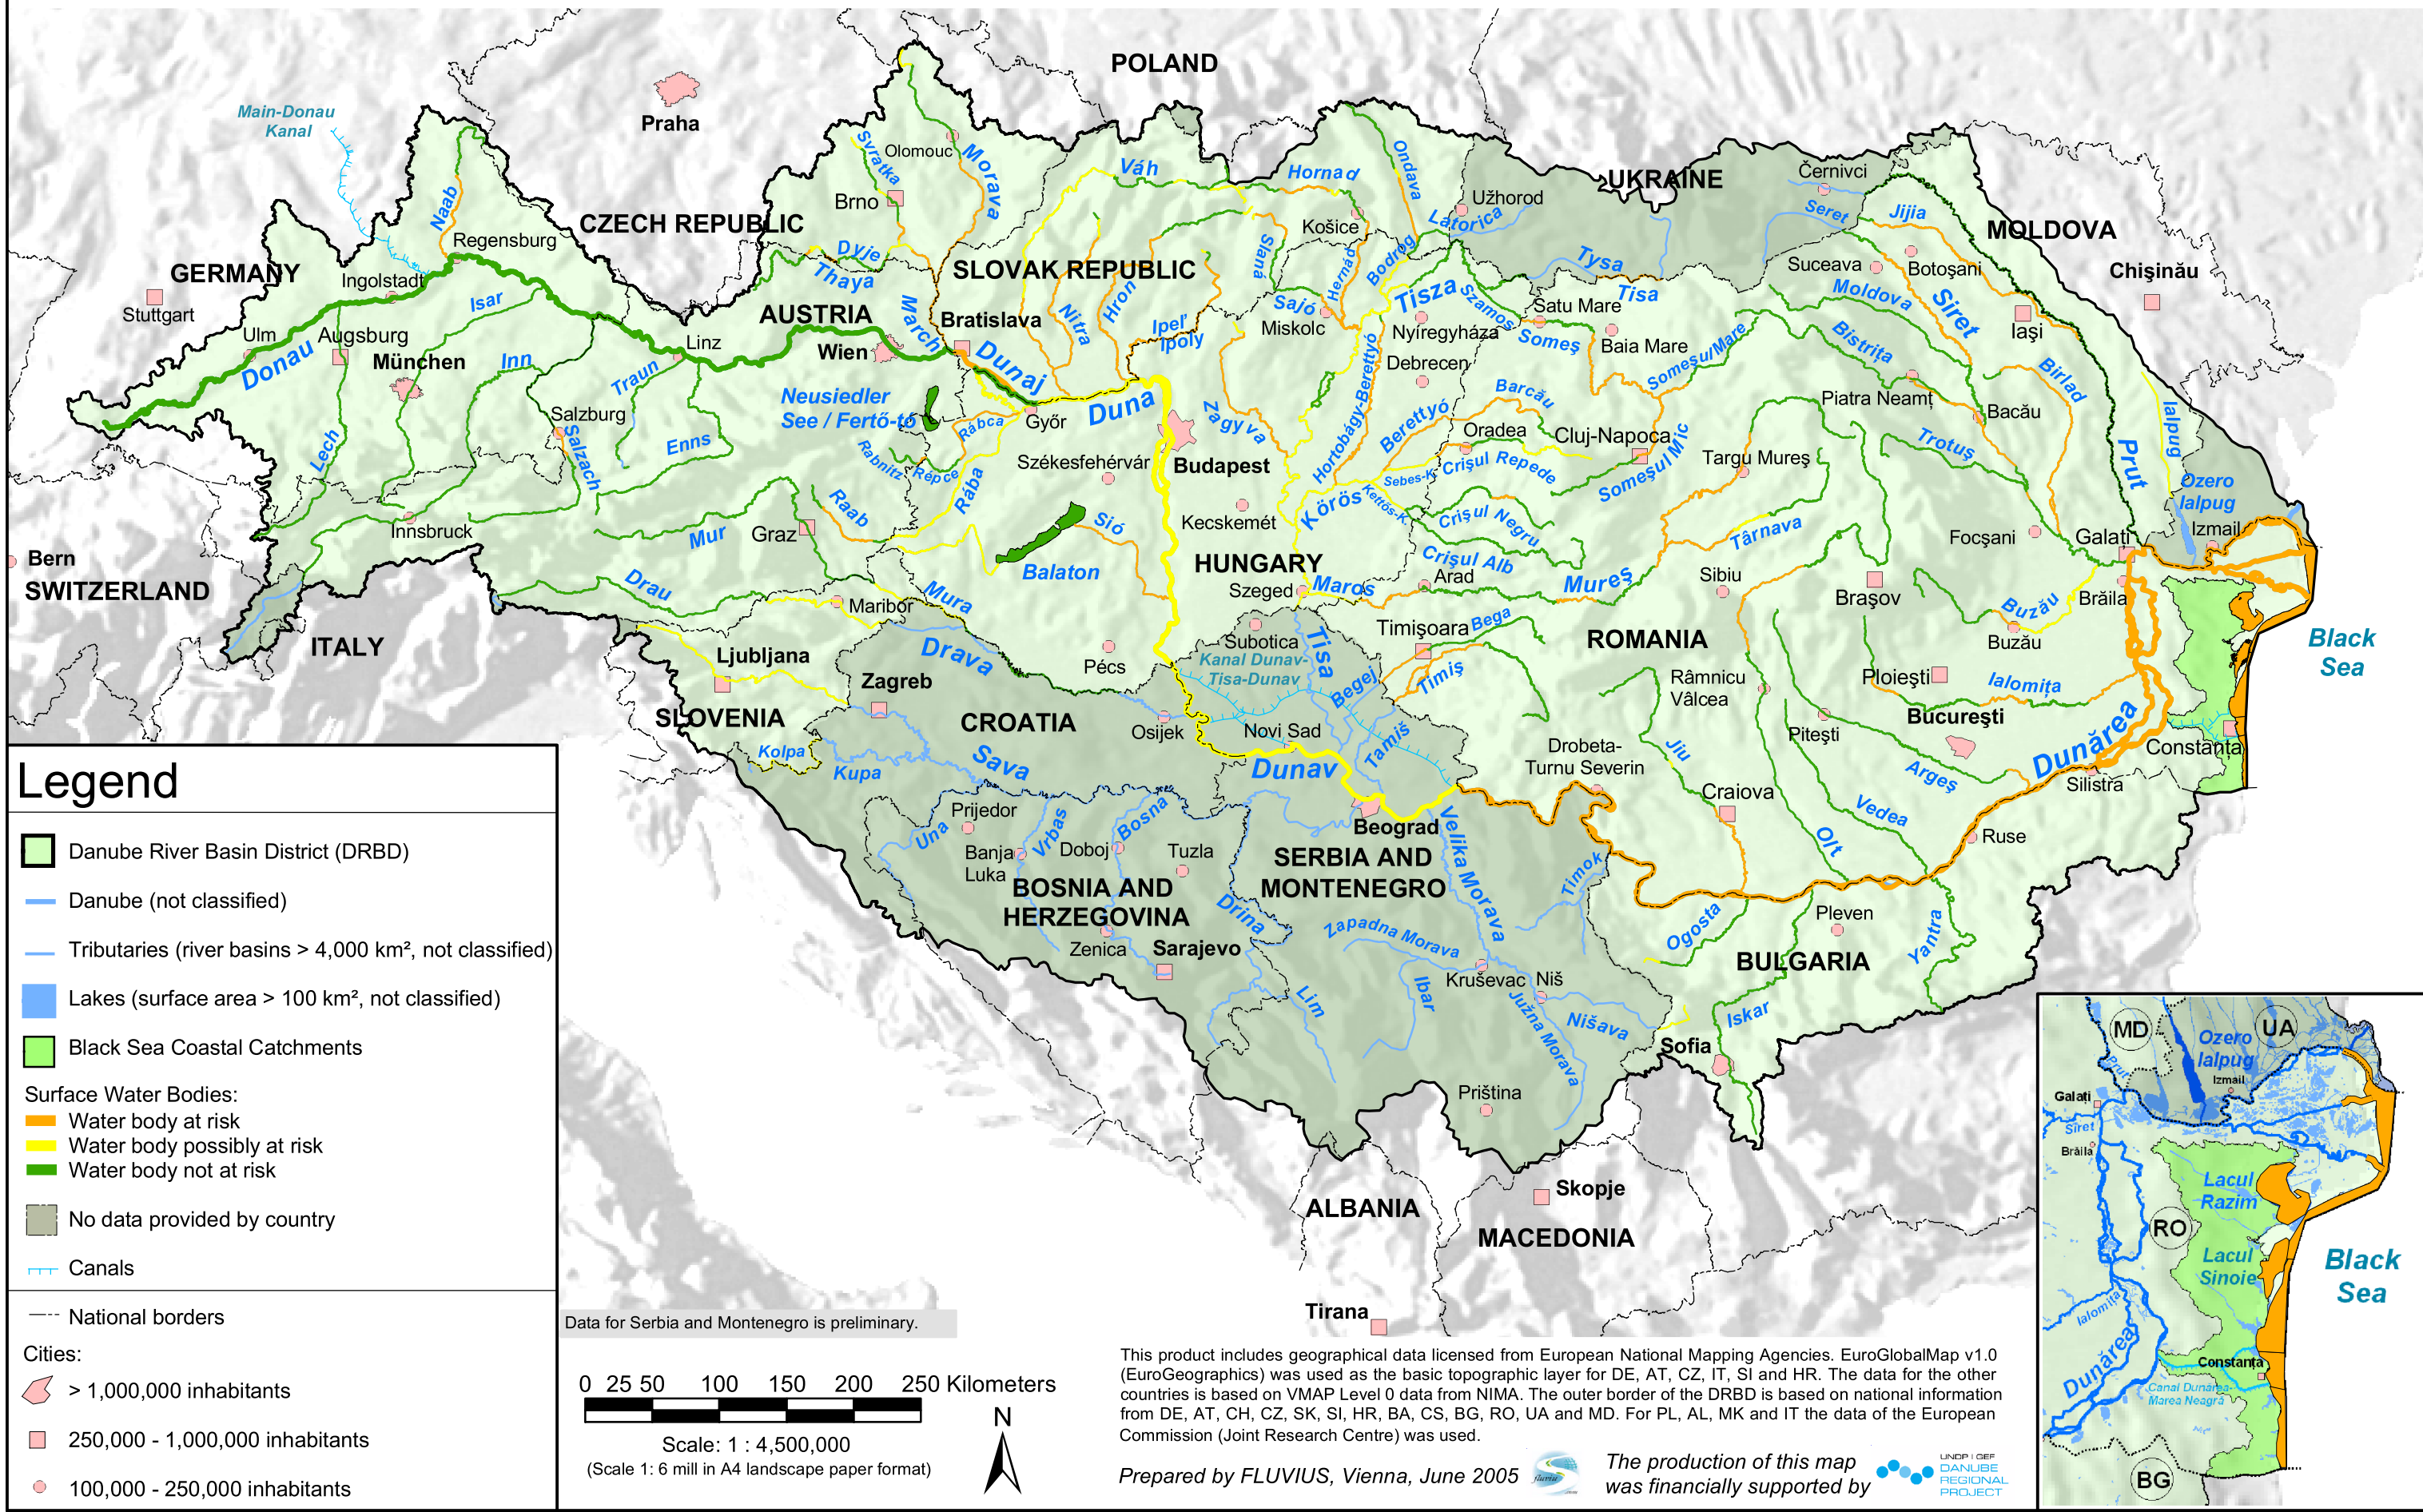 POLAND
Main-Donau
Kanal
Praha
Olomouc
Svratka
Morava
Brno
CZECH REPUBLIC
Váh
Hornad
Ondava
Užhorod
Latorica
UKRAINE
Černivci
Seret
Jijia
MOLDOVA
Chişinău
Naab
Regensburg
GERMANY
Ingolstadt
Stuttgart
Isar
Dyje
Thaya
SLOVAK REPUBLIC
Košice
Slaná
Hernad
Bodrog
Tysa
Tisa
Suceava
Botoşani
Moldova
Siret
Iaşi
Ulm
Augsburg
München
Donau
Linz
AUSTRIA
Wien
March
Bratislava
Dunaj
Nitra
Hron
Ipeľ
Ipoly
Sajó
Miskolc
Tisza
Szamos
Nyíregyháza
Satu Mare
Someş
Baia Mare
Someşul Mare
Bistriţa
Birlad
Inn
Traun
Salzburg
Salzach
Enns
Lech
Neusiedler
See / Fertő-tó
Rábca
Győr
Duna
Zagyva
Debrecen
Hortobágy-Berettyó
Berettyó
Barcău
Oradea
Cluj-Napoca
Piatra Neamţ
Bacău
Trotuş
Prut
Ialpug
Rabnitz
Répce
Rába
Székesfehérvár
Budapest
Sebes-K.
Crişul Repede
Someşul Mic
Targu Mureş
Ozero
Ialpug
Innsbruck
Mur
Graz
Raab
Balaton
Sió
Kecskemét
Körös
Kettős-K.
Crişul Negru
Crişul Alb
Târnava
Focşani
Galaţi
Izmail
Bern
SWITZERLAND
ITALY
Drau
Maribor
Mura
HUNGARY
Szeged
Maros
Arad
Mureş
Sibiu
Braşov
Buzău
Brăila
Buzău
Ljubljana
Drava
Pécs
Subotica
Kanal Dunav-
Tisa-Dunav
Tisa
Timişoara
Bega
Begej
Timiş
ROMANIA
Râmnicu
Vâlcea
Ploieşti
Ialomiţa
Black
Sea
Zagreb
SLOVENIA
CROATIA
Osijek
Novi Sad
Dunav
Tamiš
Drobeta-
Turnu Severin
Jiu
Piteşti
Bucureşti
Dunărea
Constanţa
Silistra
Kolpa
Kupa
Sava
Beograd
Velika Morava
Craiova
Argeş
Vedea
Olt
Ruse
Una
Prijedor
Vrbas
Bosna
Banja
Luka
Doboj
Tuzla
SERBIA AND
MONTENEGRO
Timok
BOSNIA AND
HERZEGOVINA
Drina
Zenica
Sarajevo
Zapadna Morava
Ogosta
Pleven
Yantra
BULGARIA
Lim
Ibar
Kruševac
Niš
Južna Morava
Nišava
Iskar
Sofia
Priština
ALBANIA
Skopje
MACEDONIA
Tirana
Legend
Danube River Basin District (DRBD)
Danube (not classified)
Tributaries (river basins > 4,000 km², not classified)
Lakes (surface area > 100 km², not classified)
Black Sea Coastal Catchments
Surface Water Bodies:
Water body at risk
Water body possibly at risk
Water body not at risk
No data provided by country
Canals
National borders
Cities:
> 1,000,000 inhabitants
250,000 - 1,000,000 inhabitants
100,000 - 250,000 inhabitants
Data for Serbia and Montenegro is preliminary.
0 25 50 100 150 200 250 Kilometers
Scale: 1 : 4,500,000
(Scale 1: 6 mill in A4 landscape paper format)
N
This product includes geographical data licensed from European National Mapping Agencies. EuroGlobalMap v1.0
(EuroGeographics) was used as the basic topographic layer for DE, AT, CZ, IT, SI and HR. The data for the other
countries is based on VMAP Level 0 data from NIMA. The outer border of the DRBD is based on national information
from DE, AT, CH, CZ, SK, SI, HR, BA, CS, BG, RO, UA and MD. For PL, AL, MK and IT the data of the European
Commission (Joint Research Centre) was used.
Prepared by FLUVIUS, Vienna, June 2005
fluvius
The production of this map
was financially supported by
UNDP | GEF
DANUBE
REGIONAL
PROJECT
MD
UA
Ozero
Ialpug
Izmail
Prut
Galaţi
Siret
Brăila
Lacul
Razim
RO
Lacul
Sinoie
Black
Sea
Ialomiţa
Dunărea
Constanţa
Canal Dunărea-
Marea Neagră
BG